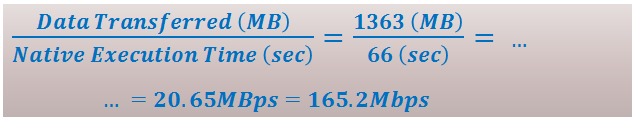 Data Transferred (MB) / Native Execution Time (sec) = 1363 (MB) / 66 (sec) = ...
... = 20.65MBps = 165.2Mbps